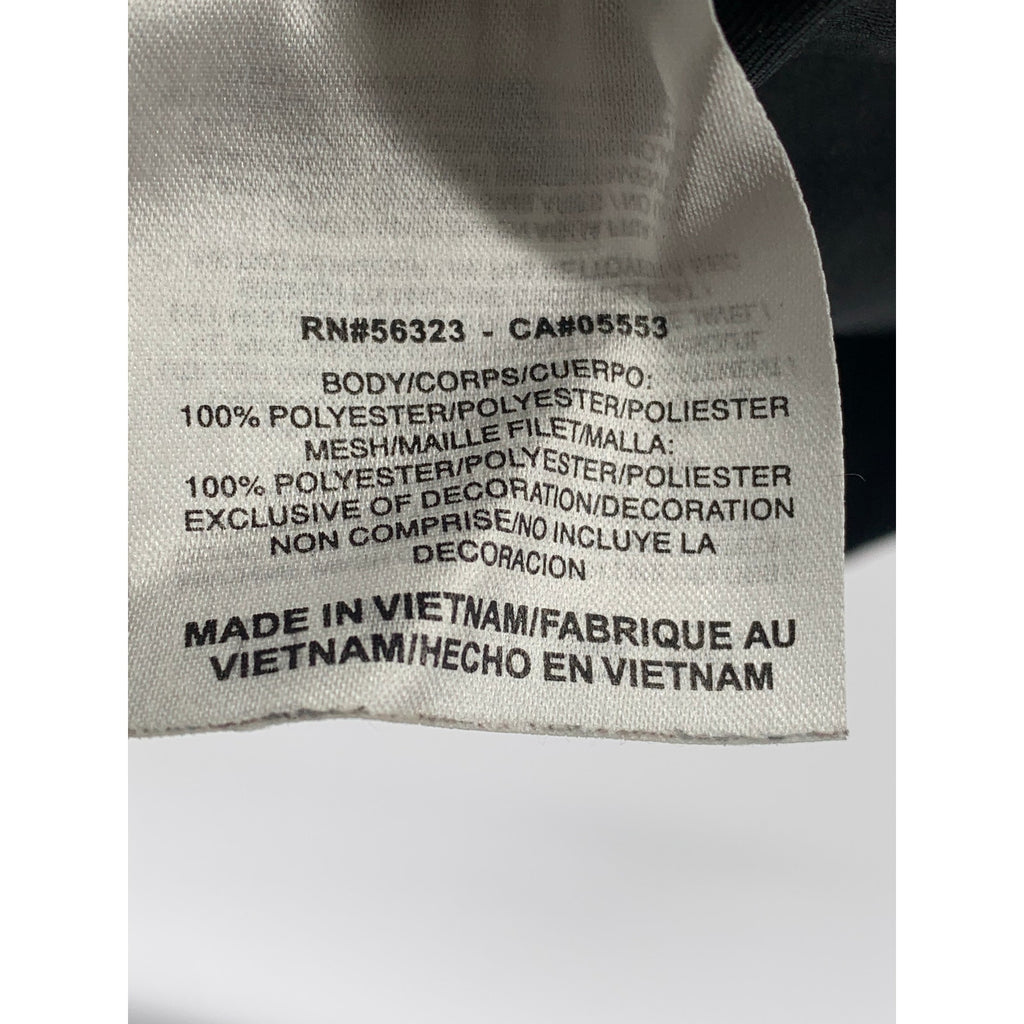 RN#56323 - CA#05553
BODY/CORPS/CUERPO:
100% POLYESTER/POLYESTER/POLIESTER
MESH/MAILLE FILET/MALLA:
100% POLYESTER/POLYESTER/POLIESTER
EXCLUSIVE OF DECORATION/DECORATION
NON COMPRISE/NO INCLUYE LA
DECORACION
MADE IN VIETNAM/FABRIQUE AU
VIETNAM/HECHO EN VIETNAM